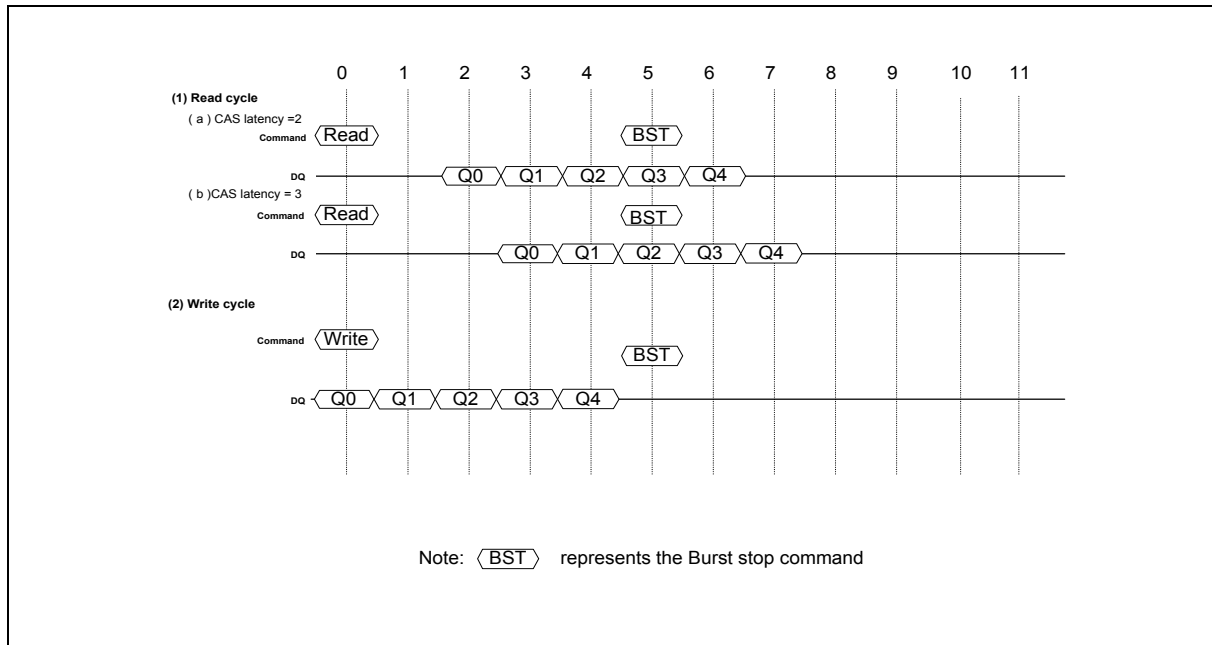 0 1 2 3 4 5 6 7 8 9 10 11
(1) Read cycle
( a ) CAS latency =2
Command Read BST
DQ Q0 Q1 Q2 Q3 Q4
( b )CAS latency = 3
Command Read BST
DQ Q0 Q1 Q2 Q3 Q4
(2) Write cycle
Command Write BST
DQ Q0 Q1 Q2 Q3 Q4
Note: BST represents the Burst stop command